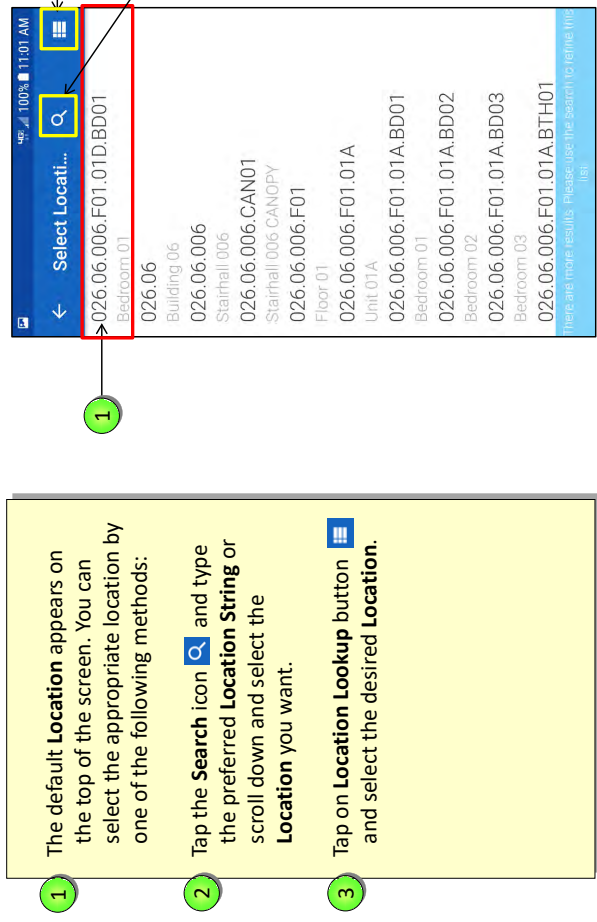 1
The default Location appears on
the top of the screen. You can
select the appropriate location by
one of the following methods:
2
Tap the Search icon and type
the preferred Location String or
scroll down and select the
Location you want.
3
Tap on Location Lookup button
and select the desired Location.
1
4G 100% 11:01 AM
Select Locati...
026.06.006.F01.01D.BD01
Bedroom 01
026.06
Building 06
026.06.006
Stairhall 006
026.06.006.CAN01
Stairhall 006 CANOPY
026.06.006.F01
Floor 01
026.06.006.F01.01A
Unit 01A
026.06.006.F01.01A.BD01
Bedroom 01
026.06.006.F01.01A.BD02
Bedroom 02
026.06.006.F01.01A.BD03
Bedroom 03
026.06.006.F01.01A.BTH01
There are more results. Please use the search to refine this
list.